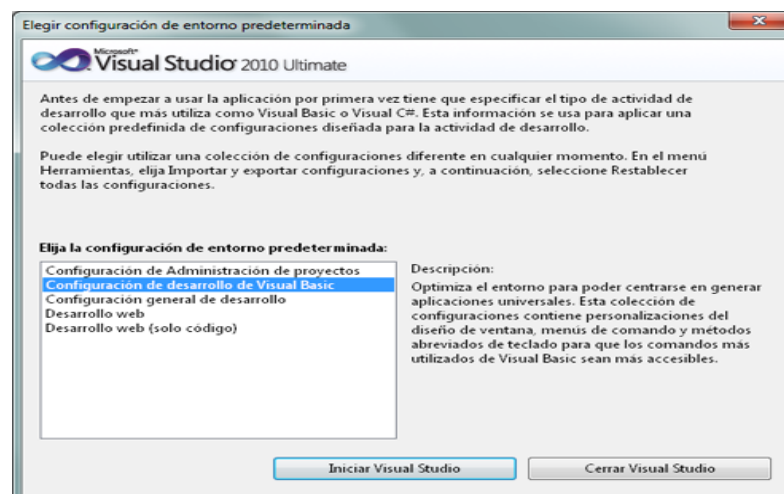 Elegir configuración de entorno predeterminada
Microsoft®
Visual Studio® 2010 Ultimate
Antes de empezar a usar la aplicación por primera vez tiene que especificar el tipo de actividad de
desarrollo que más utiliza como Visual Basic o Visual C#. Esta información se usa para aplicar una
colección predefinida de configuraciones diseñada para la actividad de desarrollo.
Puede elegir utilizar una colección de configuraciones diferente en cualquier momento. En el menú
Herramientas, elija Importar y exportar configuraciones y, a continuación, seleccione Restablecer
todas las configuraciones.
Elija la configuración de entorno predeterminada:
Configuración de Administración de proyectos
Configuración de desarrollo de Visual Basic
Configuración general de desarrollo
Desarrollo web
Desarrollo web (solo código)
Descripción:
Optimiza el entorno para poder centrarse en generar
aplicaciones universales. Esta colección de
configuraciones contiene personalizaciones del
diseño de ventana, menús de comando y métodos
abreviados de teclado para que los comandos más
utilizados de Visual Basic sean más accesibles.
Iniciar Visual Studio
Cerrar Visual Studio